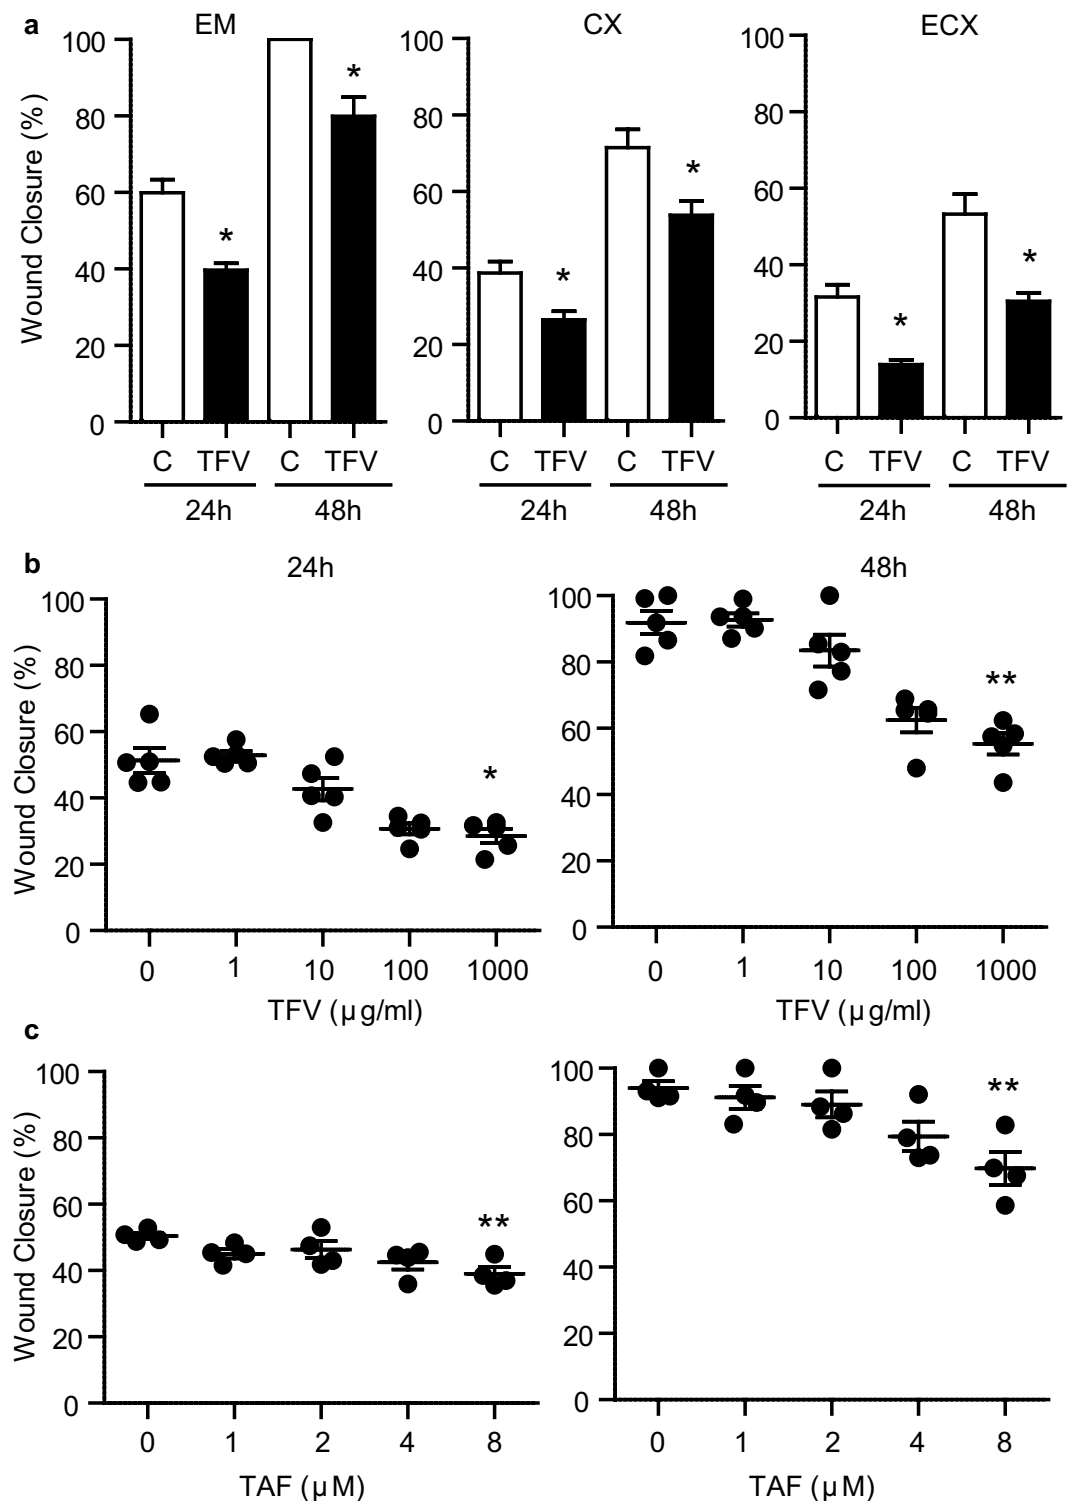 a EM CX ECX
Wound Closure (%)
100 80 60 40 20 0
* *
C TFV C TFV
24h 48h
100 80 60 40 20 0
* *
C TFV C TFV
24h 48h
100 80 60 40 20 0
* *
C TFV C TFV
24h 48h
b 24h 48h
Wound Closure (%)
100 80 60 40 20 0
*
0 1 10 100 1000
TFV (µg/ml)
100 80 60 40 20 0
**
0 1 10 100 1000
TFV (µg/ml)
c
Wound Closure (%)
100 80 60 40 20 0
**
0 1 2 4 8
TAF (µM)
100 80 60 40 20 0
**
0 1 2 4 8
TAF (µM)